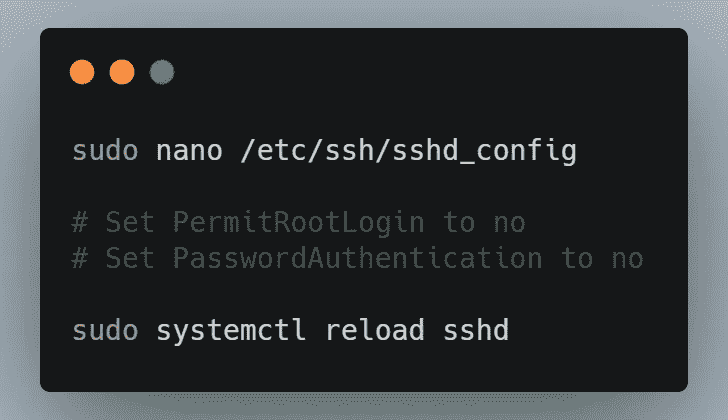 sudo nano /etc/ssh/sshd_config
# Set PermitRootLogin to no
# Set PasswordAuthentication to no
sudo systemctl reload sshd